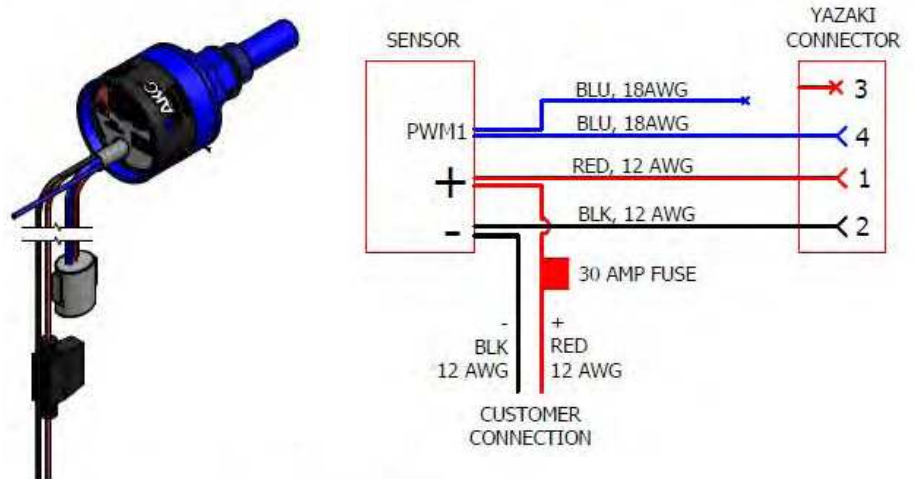 AKG
SENSOR
YAZAKI
CONNECTOR
BLU, 18AWG
3
PWM1
BLU, 18AWG
4
+
RED, 12 AWG
1
-
BLK, 12 AWG
2
30 AMP FUSE
-
+
BLK
RED
12 AWG
12 AWG
CUSTOMER
CONNECTION